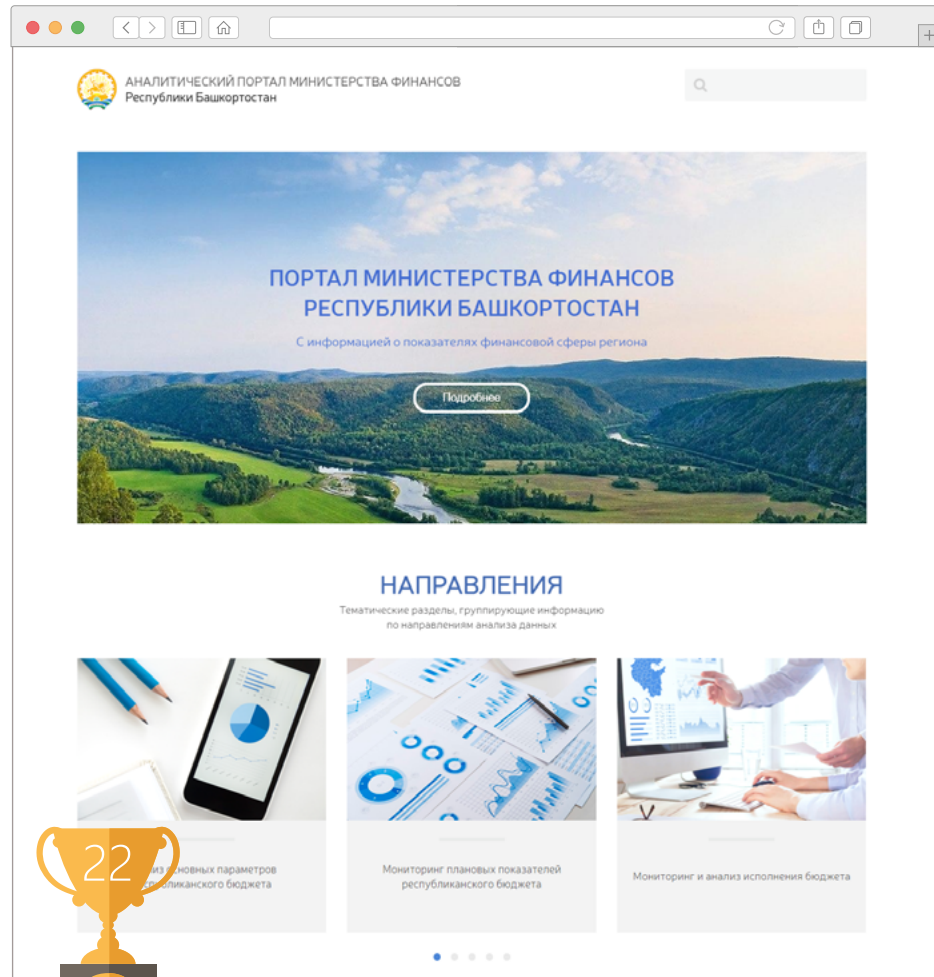 АНАЛИТИЧЕСКИЙ ПОРТАЛ МИНИСТЕРСТВА ФИНАНСОВ
Республики Башкортостан
ПОРТАЛ МИНИСТЕРСТВА ФИНАНСОВ
РЕСПУБЛИКИ БАШКОРТОСТАН
С информацией о показателях финансовой сферы региона
Подробнее
НАПРАВЛЕНИЯ
Тематические разделы, группирующие информацию
по направлениям анализа данных
основных параметров
бюджета
Мониторинг плановых показателей
республиканского бюджета
Мониторинг и анализ исполнения бюджета
22